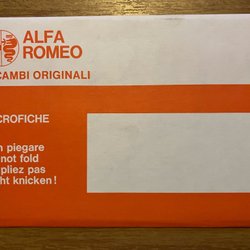 ALFA
ROMEO
CAMBI ORIGINALI
CROFICHE
piegare
not fold
pliez pas
ht knicken!